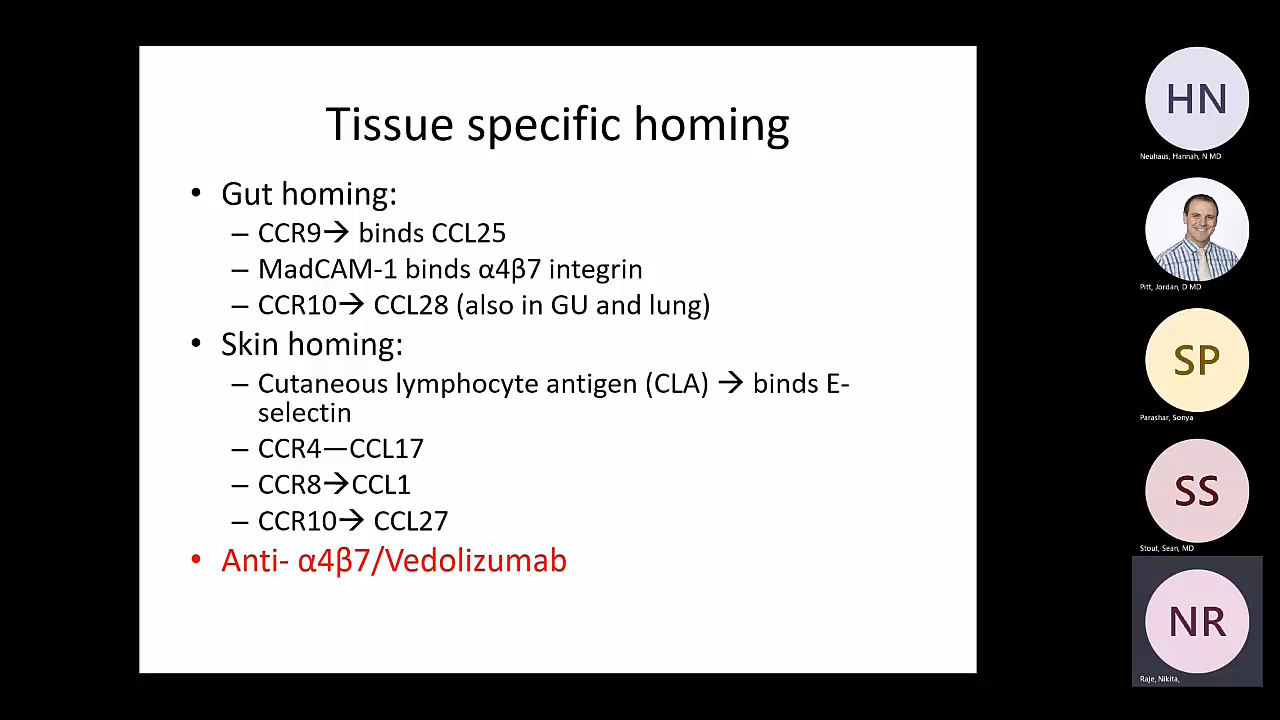 Tissue specific homing
• Gut homing:
– CCR9→ binds CCL25
– MadCAM-1 binds α4β7 integrin
– CCR10→ CCL28 (also in GU and lung)
• Skin homing:
– Cutaneous lymphocyte antigen (CLA) → binds E-
selectin
– CCR4—CCL17
– CCR8→CCL1
– CCR10→ CCL27
• Anti- α4β7/Vedolizumab
HN
Neuhaus, Hannah, N MD
Pitt, Jordan, D MD
SP
Parashar, Sonya
SS
Stout, Sean, MD
NR
Raje, Nikita,